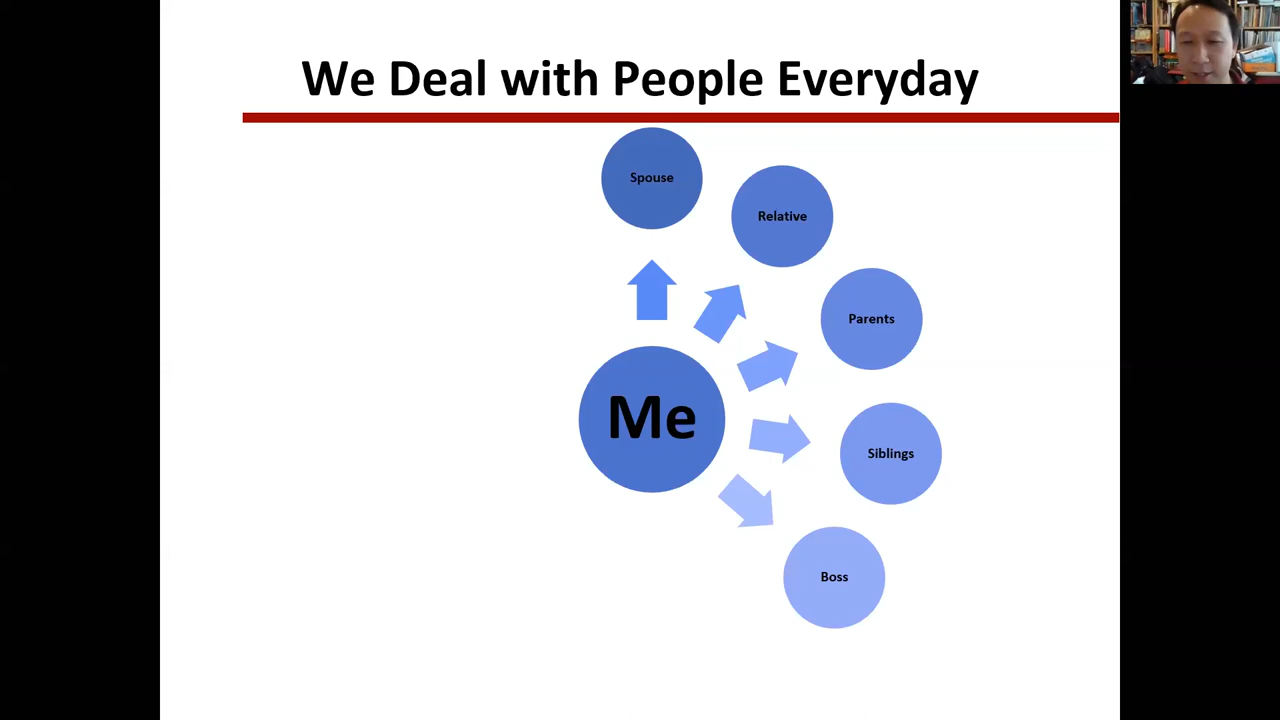 We Deal with People Everyday
Spouse
Relative
Parents
Siblings
Boss
Me